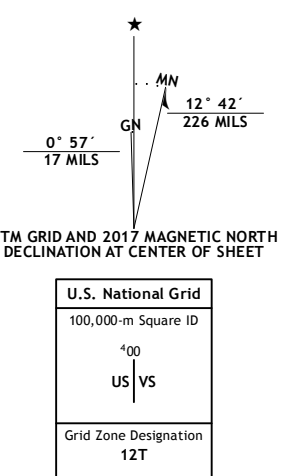 ★
MN
GN
12° 42´
226 MILS
0° 57´
17 MILS
TM GRID AND 2017 MAGNETIC NORTH
DECLINATION AT CENTER OF SHEET
U.S. National Grid
100,000-m Square ID
⁴00
US VS
Grid Zone Designation
12T